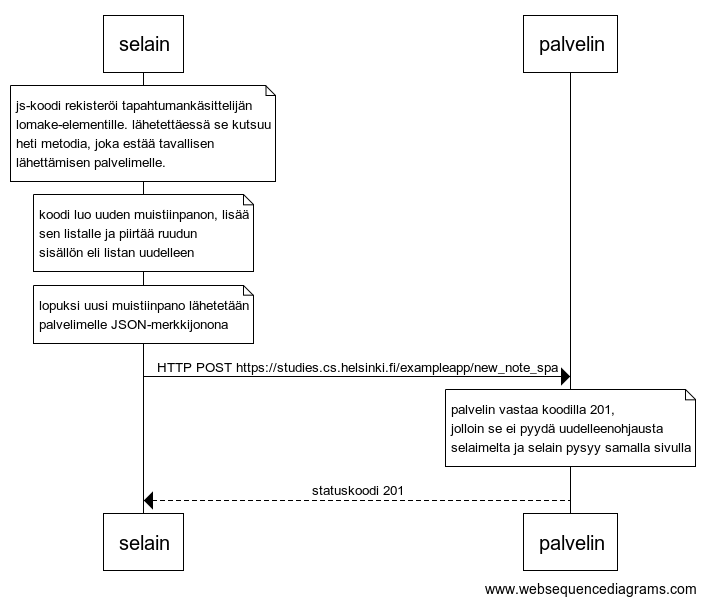 selain
palvelin
js-koodi rekisteröi tapahtumankäsittelijän
lomake-elementille. lähetettäessä se kutsuu
heti metodia, joka estää tavallisen
lähettämisen palvelimelle.
koodi luo uuden muistiinpanon, lisää
sen listalle ja piirtää ruudun
sisällön eli listan uudelleen
lopuksi uusi muistiinpano lähetetään
palvelimelle JSON-merkkijonona
HTTP POST https://studies.cs.helsinki.fi/exampleapp/new_note_spa
palvelin vastaa koodilla 201,
jolloin se ei pyydä uudelleenohjausta
selaimelta ja selain pysyy samalla sivulla
statuskoodi 201
selain
palvelin
www.websequencediagrams.com